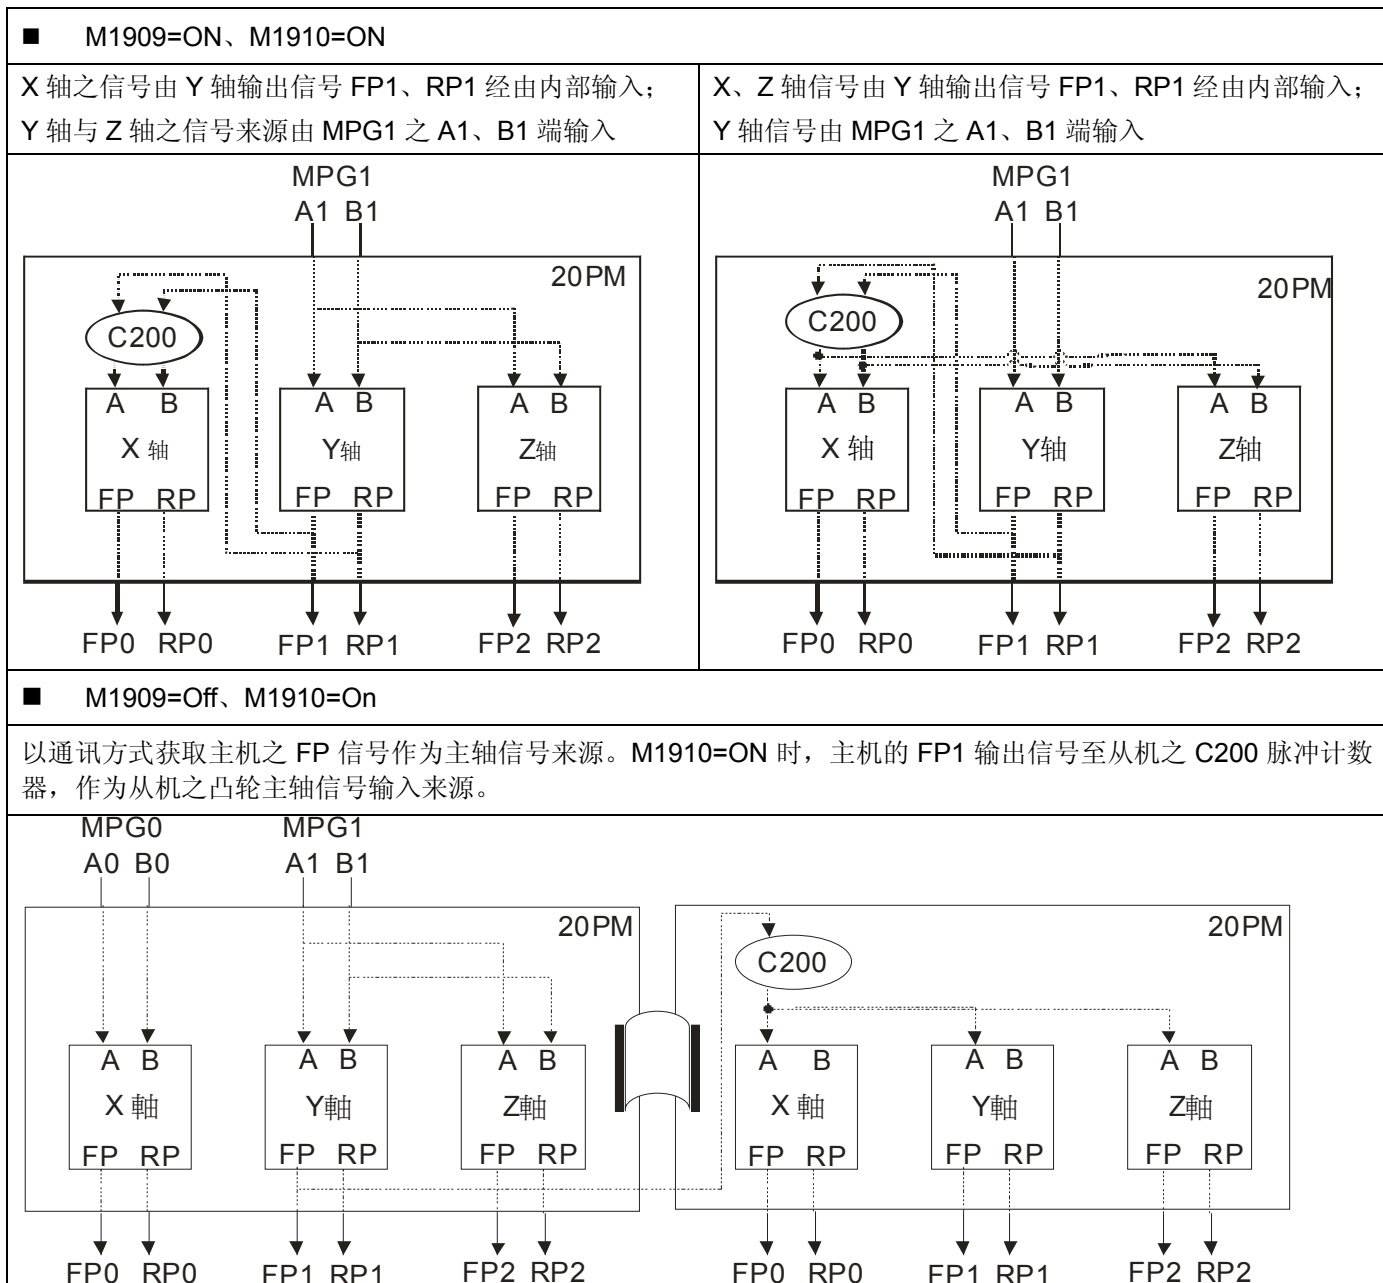 ■ M1909=ON、M1910=ON
X 轴之信号由 Y 轴输出信号 FP1、RP1 经由内部输入；
Y 轴与 Z 轴之信号来源由 MPG1 之 A1、B1 端输入
X、Z 轴信号由 Y 轴输出信号 FP1、RP1 经由内部输入；
Y 轴信号由 MPG1 之 A1、B1 端输入
MPG1
A1 B1
20PM
C200
A B
A B
A B
X 轴
Y轴
Z轴
FP RP
FP RP
FP RP
FP0 RP0
FP1 RP1
FP2 RP2
MPG1
A1 B1
20PM
C200
A B
A B
A B
X 轴
Y轴
Z轴
FP RP
FP RP
FP RP
FP0 RP0
FP1 RP1
FP2 RP2
■ M1909=Off、M1910=On
以通讯方式获取主机之 FP 信号作为主轴信号来源。M1910=ON 时，主机的 FP1 输出信号至从机之 C200 脉冲计数
器，作为从机之凸轮主轴信号输入来源。
MPG0
MPG1
A0 B0
A1 B1
20PM
20PM
C200
A B
A B
A B
A B
A B
A B
X 軸
Y軸
Z軸
X 軸
Y軸
Z軸
FP RP
FP RP
FP RP
FP RP
FP RP
FP RP
FP0 RP0
FP1 RP1
FP2 RP2
FP0 RP0
FP1 RP1
FP2 RP2